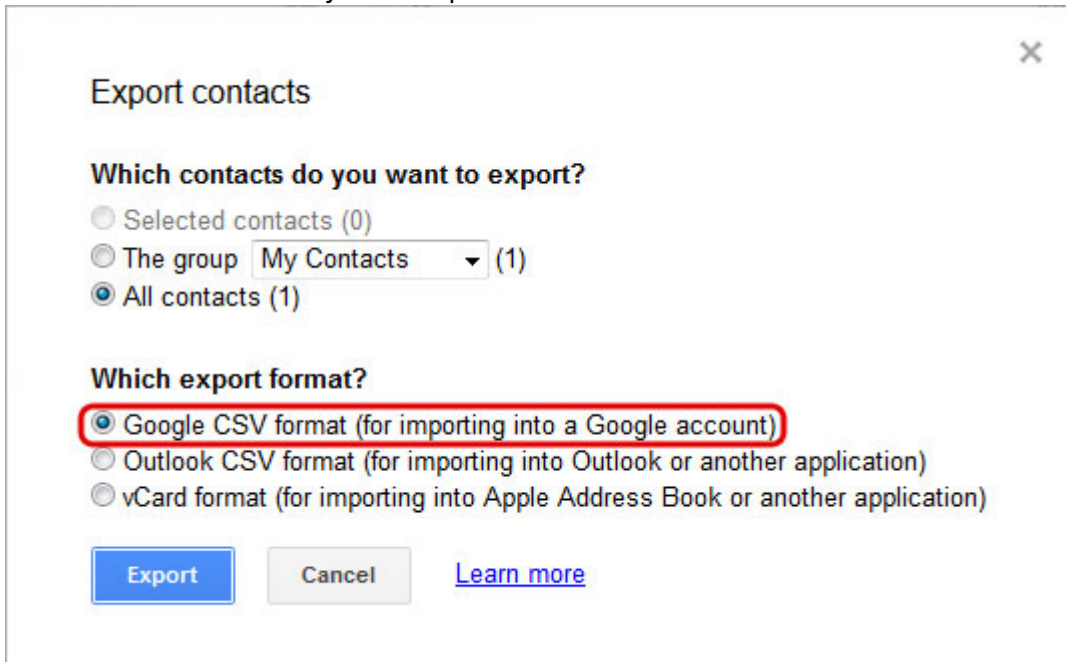 Export contacts
Which contacts do you want to export?
Selected contacts (0)
The group My Contacts (1)
All contacts (1)
Which export format?
Google CSV format (for importing into a Google account)
Outlook CSV format (for importing into Outlook or another application)
vCard format (for importing into Apple Address Book or another application)
Export Cancel Learn more